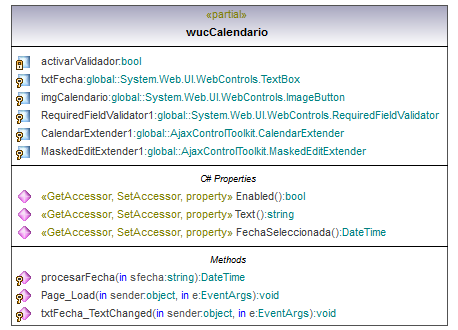 «partial»
wucCalendario
activarValidador:bool
txtFecha:global::System.Web.UI.WebControls.TextBox
imgCalendario:global::System.Web.UI.WebControls.ImageButton
RequiredFieldValidator1:global::System.Web.UI.WebControls.RequiredFieldValidator
CalendarExtender1:global::AjaxControlToolkit.CalendarExtender
MaskedEditExtender1:global::AjaxControlToolkit.MaskedEditExtender
C# Properties
«GetAccessor, SetAccessor, property» Enabled():bool
«GetAccessor, SetAccessor, property» Text():string
«GetAccessor, SetAccessor, property» FechaSeleccionada():DateTime
Methods
procesarFecha(in sfecha:string):DateTime
Page_Load(in sender:object, in e:EventArgs):void
txtFecha_TextChanged(in sender:object, in e:EventArgs):void